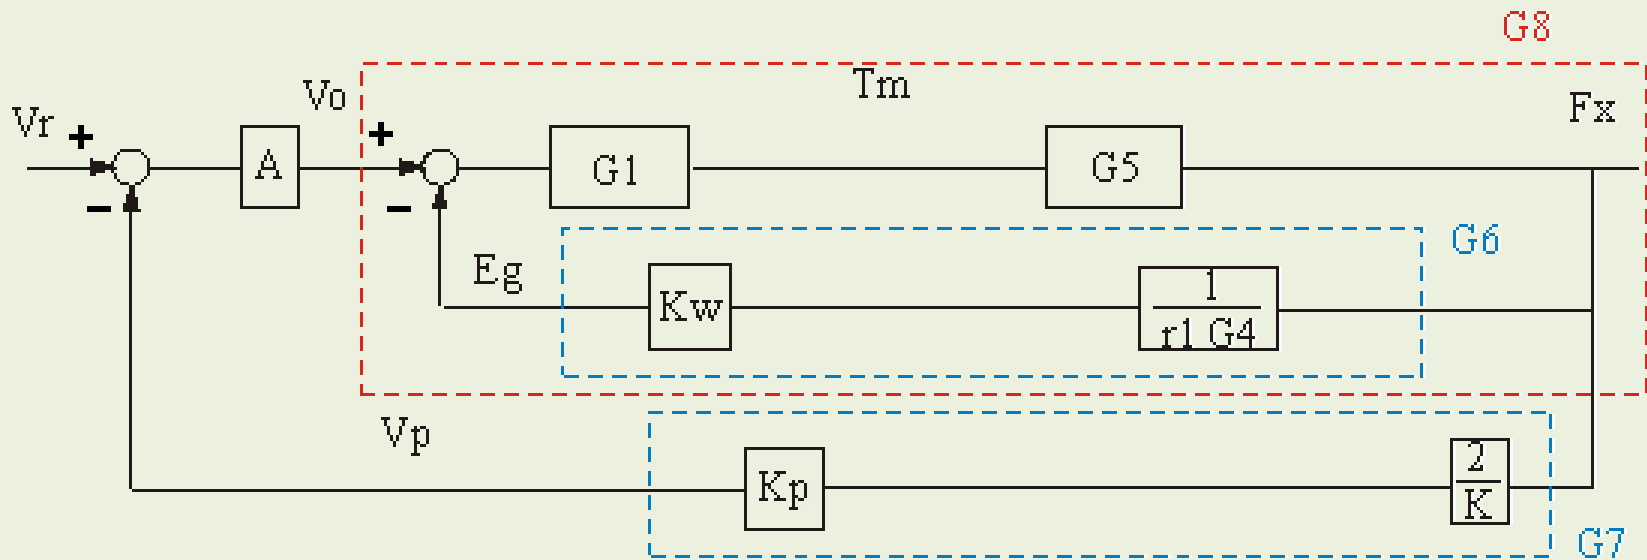 G8
Tm
Vo
Fx
Vr
+
+
A
G1
G5
−
−
G6
Eg
Kw
1
r1 G4
Vp
Kp
2
K
G7